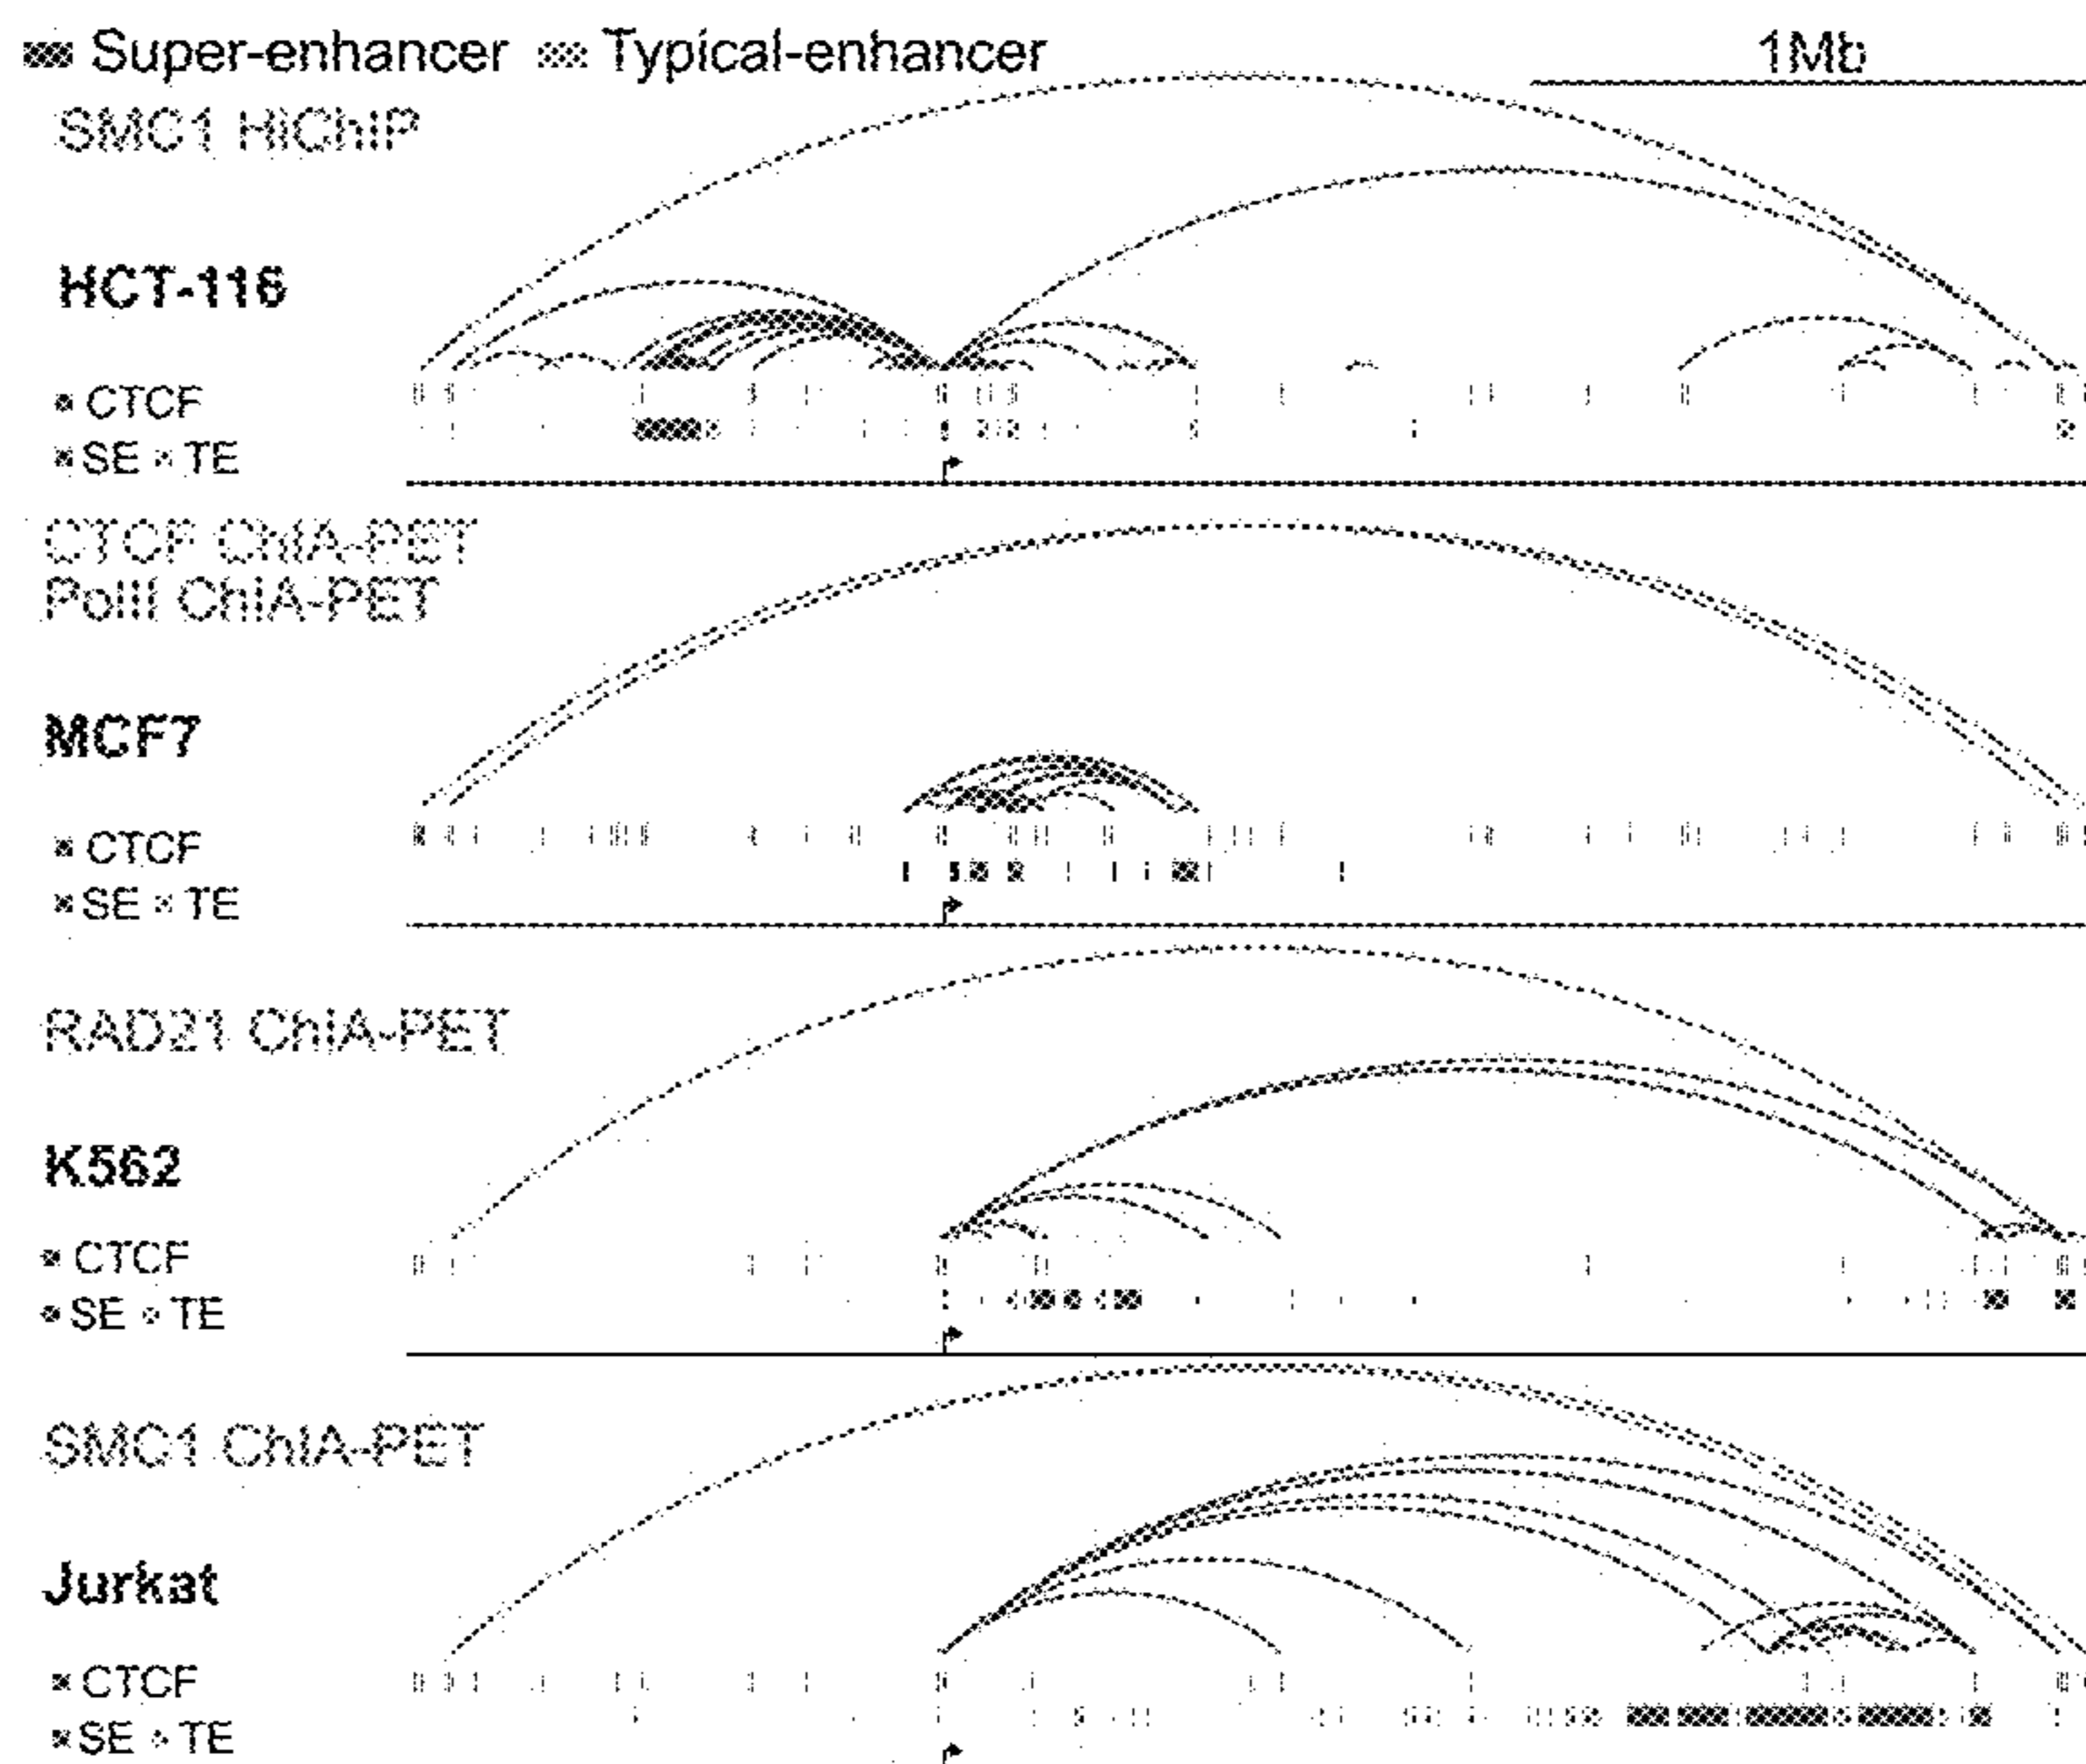 Super-enhancer Typical-enhancer 1Mb
SMC1 HiChIP
HCT-116
CTCF
SE TE
CTCF ChIA-PET
PolII ChIA-PET
MCF7
CTCF
SE TE
RAD21 ChIA-PET
K562
CTCF
SE TE
SMC1 ChIA-PET
Jurkat
CTCF
SE TE